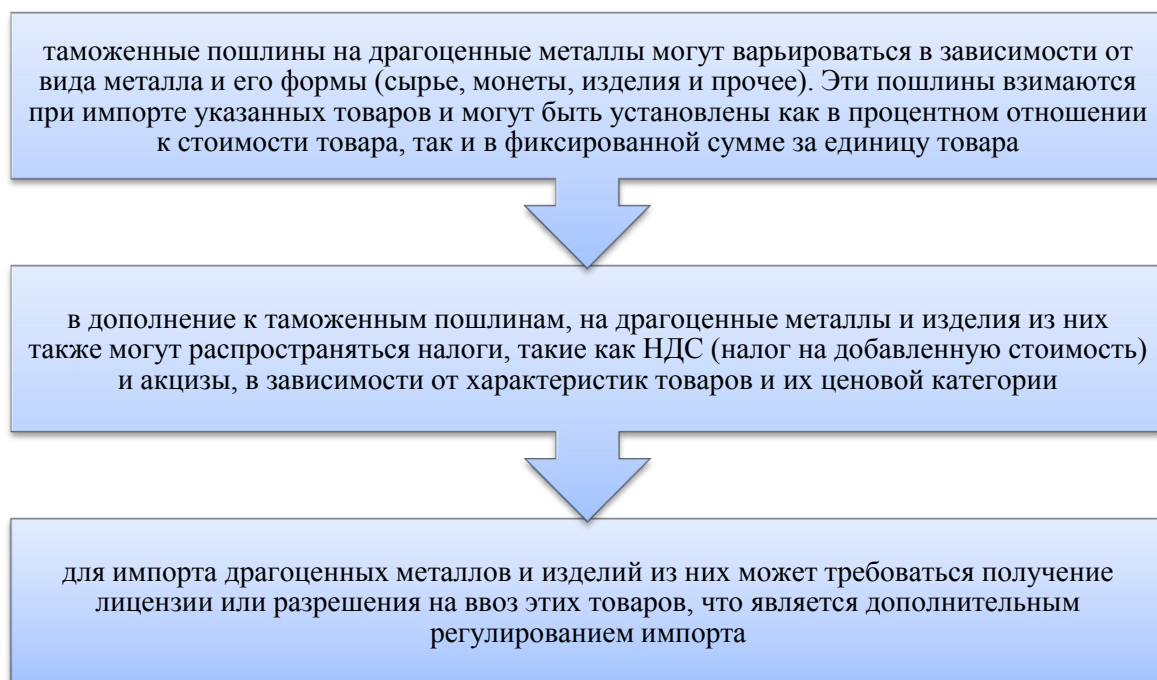 таможенные пошлины на драгоценные металлы могут варьироваться в зависимости от
вида металла и его формы (сырье, монеты, изделия и прочее). Эти пошлины взимаются
при импорте указанных товаров и могут быть установлены как в процентном отношении
к стоимости товара, так и в фиксированной сумме за единицу товара
в дополнение к таможенным пошлинам, на драгоценные металлы и изделия из них
также могут распространяться налоги, такие как НДС (налог на добавленную стоимость)
и акцизы, в зависимости от характеристик товаров и их ценовой категории
для импорта драгоценных металлов и изделий из них может требоваться получение
лицензии или разрешения на ввоз этих товаров, что является дополнительным
регулированием импорта